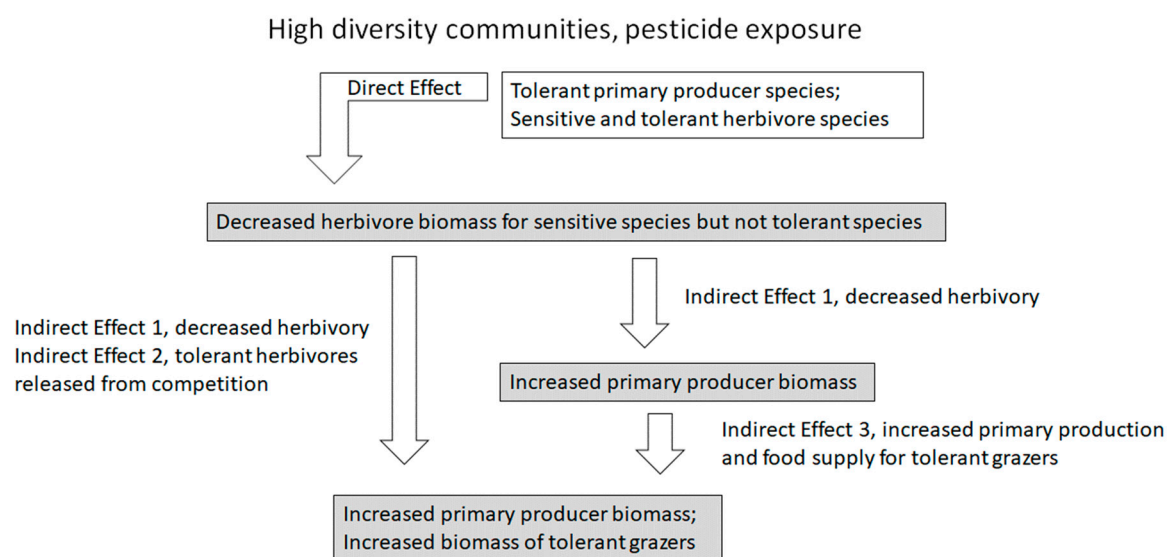 High diversity communities, pesticide exposure
Direct Effect
Tolerant primary producer species;
Sensitive and tolerant herbivore species
Decreased herbivore biomass for sensitive species but not tolerant species
Indirect Effect 1, decreased herbivory
Indirect Effect 1, decreased herbivory
Indirect Effect 2, tolerant herbivores
released from competition
Increased primary producer biomass
Indirect Effect 3, increased primary production
and food supply for tolerant grazers
Increased primary producer biomass;
Increased biomass of tolerant grazers